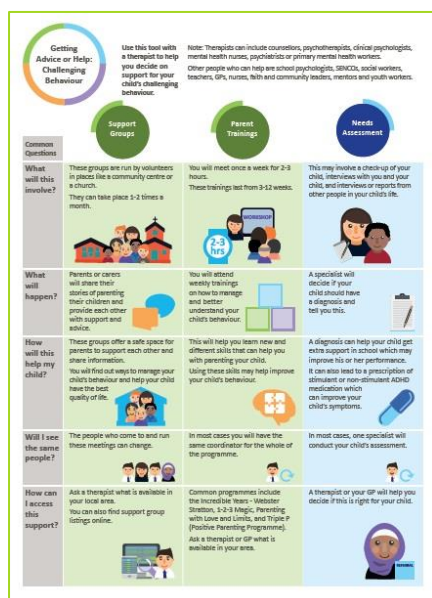 Getting
Advice or Help:
Challenging
Behaviour
Use this tool with
a therapist to help
you decide on
support for your
child's challenging
behaviour.
Note: Therapists can include counsellors, psychotherapists, clinical psychologists,
mental health nurses, psychiatrists or primary mental health workers.
Other people who can help are school psychologists, SENCOs, social workers,
teachers, GPs, nurses, faith and community leaders, mentors and youth workers.
Support
Groups
Parent
Trainings
Needs
Assessment
Common
Questions
What
will this
involve?
These groups are run by volunteers
in places like a community centre or
a church.
They can take place 1-2 times a
month.
You will meet once a week for 2-3
hours.
These trainings last from 3-12 weeks.
WORKSHOP
2-3
hrs
This may involve a check-up of your
child, interviews with you and your
child, and interviews or reports from
other people in your child's life.
What
will
happen?
Parents or carers
will share their
stories of parenting
their children and
provide each other
with support and
advice.
You will attend
weekly trainings
on how to manage
and better
understand your
child's behaviour.
A specialist will
decide if your
child should have
a diagnosis and
tell you this.
How will
this help
my child?
These groups offer a safe space for
parents to support each other and
share information.
You will find out ways to manage your
child's behaviour and help your child
have the best
quality of life.
This will help you learn new and
different skills that can help you
with parenting your child.
Using these skills may help improve
your child's behaviour.
A diagnosis can help your child get
extra support in school which may
improve his or her performance.
It can also lead to a prescription of
stimulant or non-stimulant ADHD
medication which
can improve your
child's symptoms.
Will I see
the same
people?
The people who come to and run
these meetings can change.
In most cases you will have the
same coordinator for the whole of
the programme.
In most cases, one specialist will
conduct your child's assessment.
How can
I access
this
support?
Ask a therapist what is available in
your local area.
You can also find support group
listings online.
Common programmes include
the Incredible Years - Webster
Stratton, 1-2-3 Magic, Parenting
with Love and Limits, and Triple P
(Positive Parenting Programme).
Ask a therapist or GP what is
available in your area.
A therapist or your GP will help you
decide if this is right for your child.